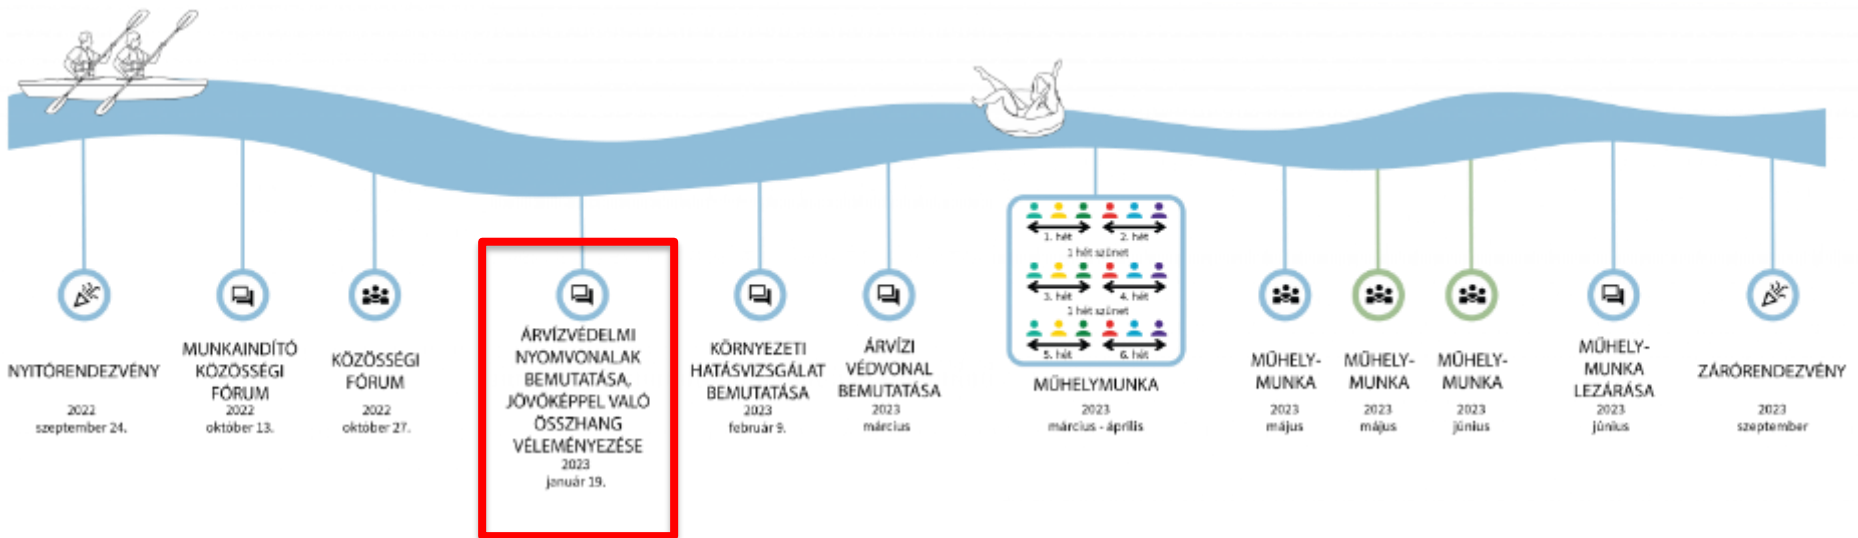 NYITÓRENDEZVÉNY
2022
szeptember 24.
MUNKAINDÍTÓ
KÖZÖSSÉGI
FÓRUM
2022
október 13.
KÖZÖSSÉGI
FÓRUM
2022
október 27.
ÁRVÍZVÉDELMI
NYOMVONALAK
BEMUTATÁSA,
JÖVŐKÉPPEL VALÓ
ÖSSZHANG
VÉLEMÉNYEZÉSE
2023
január 19.
KÖRNYEZETI
HATÁSVIZSGÁLAT
BEMUTATÁSA
2023
február 9.
ÁRVÍZI
VÉDVONAL
BEMUTATÁSA
2023
március
1. hét 2. hét
1 hét szünet
3. hét 4. hét
1 hét szünet
5. hét 6. hét
MŰHELYMUNKA
2023
március - április
MŰHELY-
MUNKA
2023
május
MŰHELY-
MUNKA
2023
május
MŰHELY-
MUNKA
2023
június
MŰHELY-
MUNKA
LEZÁRÁSA
2023
június
ZÁRÓRENDEZVÉNY
2023
szeptember